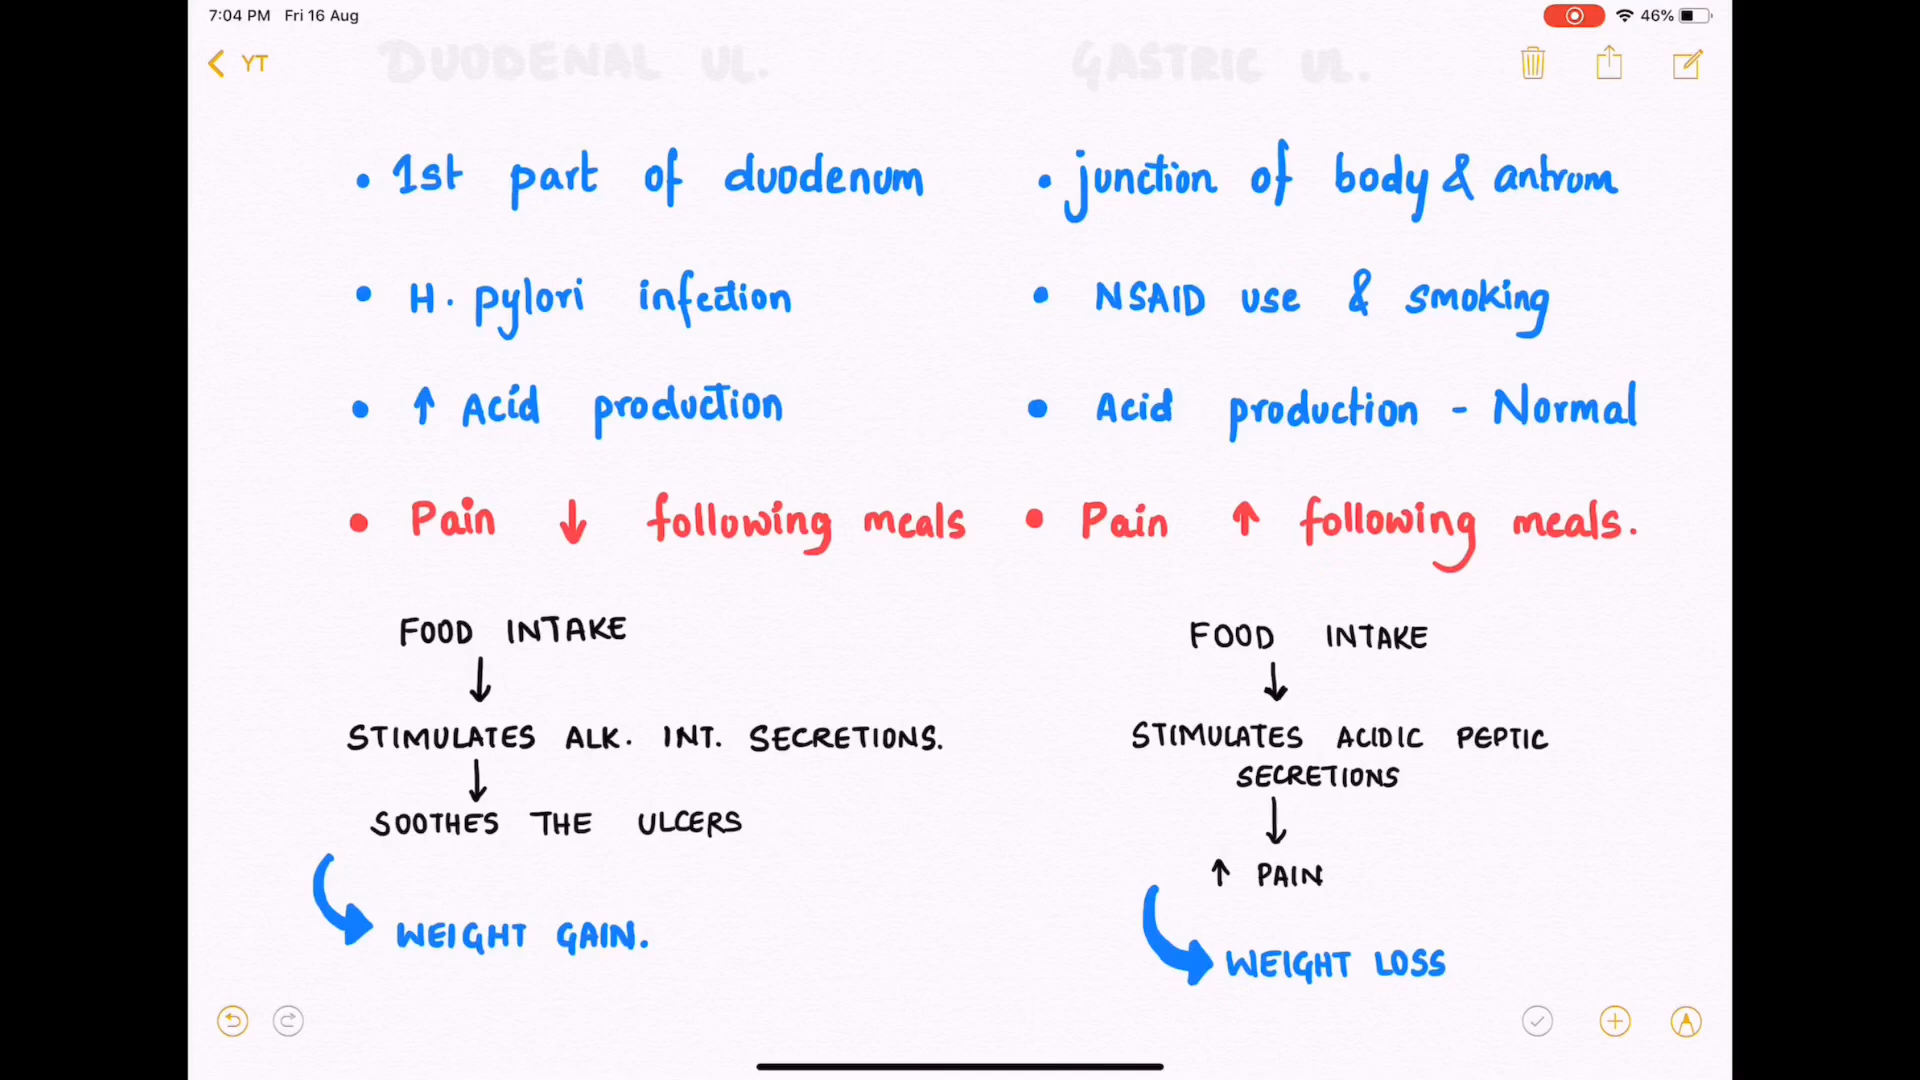 7:04 PM Fri 16 Aug
46%
YT
DUODENAL UL.
GASTRIC UL.
• 1st part of duodenum
• junction of body & antrum
• H. pylori infection
• NSAID use & smoking
• ↑ Acid production
• Acid production - Normal
• Pain ↓ following meals
• Pain ↑ following meals.
FOOD INTAKE
↓
STIMULATES ALK. INT. SECRETIONS.
↓
SOOTHES THE ULCERS
WEIGHT GAIN.
FOOD INTAKE
↓
STIMULATES ACIDIC PEPTIC
SECRETIONS
↓
↑ PAIN
WEIGHT LOSS